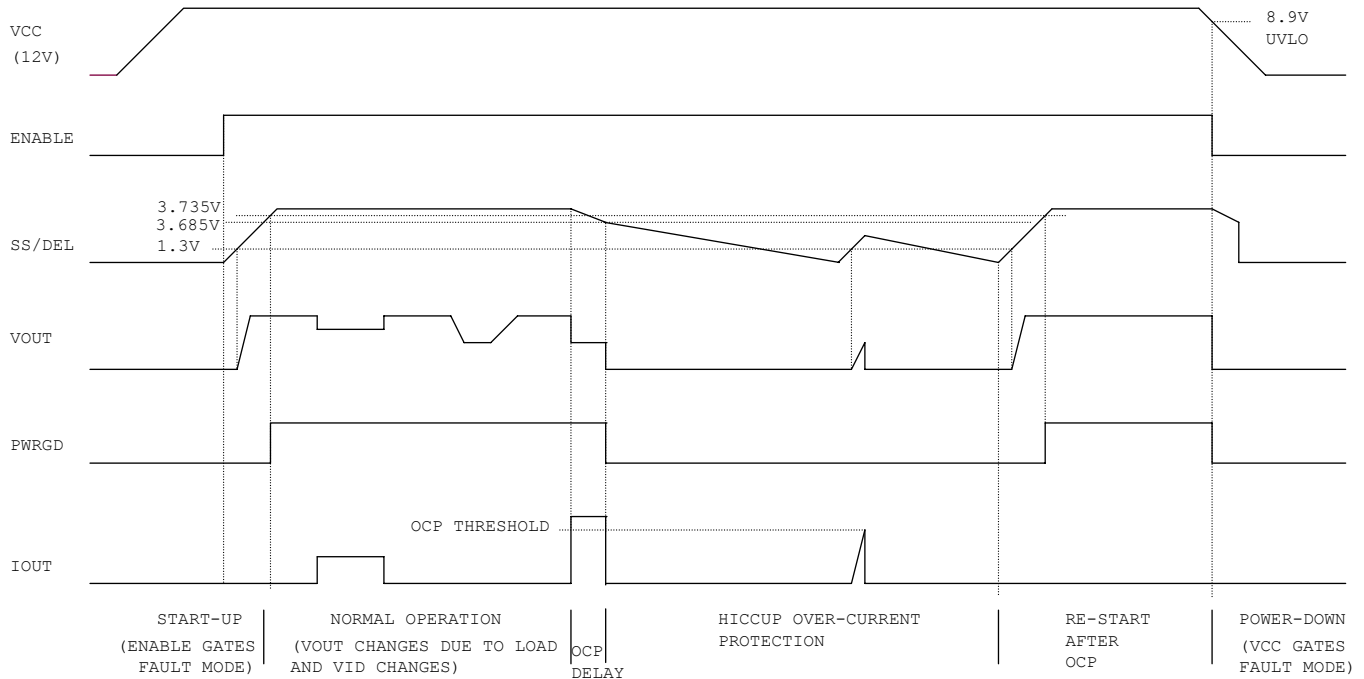 VCC
(12V)
8.9V
UVLO
ENABLE
3.735V
3.685V
1.3V
SS/DEL
VOUT
PWRGD
OCP THRESHOLD
IOUT
START-UP
(ENABLE GATES
FAULT MODE)
NORMAL OPERATION
(VOUT CHANGES DUE TO LOAD
AND VID CHANGES)
OCP
DELAY
HICCUP OVER-CURRENT
PROTECTION
RE-START
AFTER
OCP
POWER-DOWN
(VCC GATES
FAULT MODE)